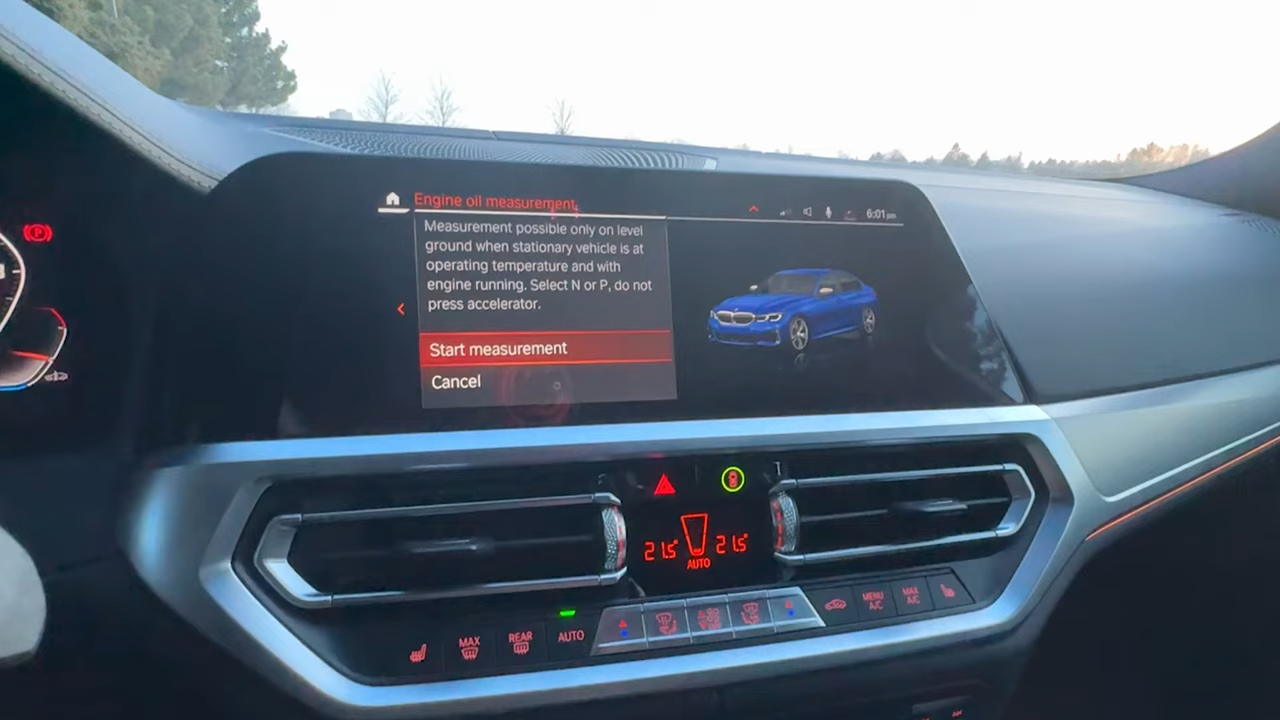 Engine oil measurement
6:01 pm
Measurement possible only on level
ground when stationary vehicle is at
operating temperature and with
engine running. Select N or P, do not
press accelerator.
Start measurement
Cancel
P
21.5° 21.5°
AUTO
MAX
REAR
AUTO
MENU
A/C
MAX
A/C